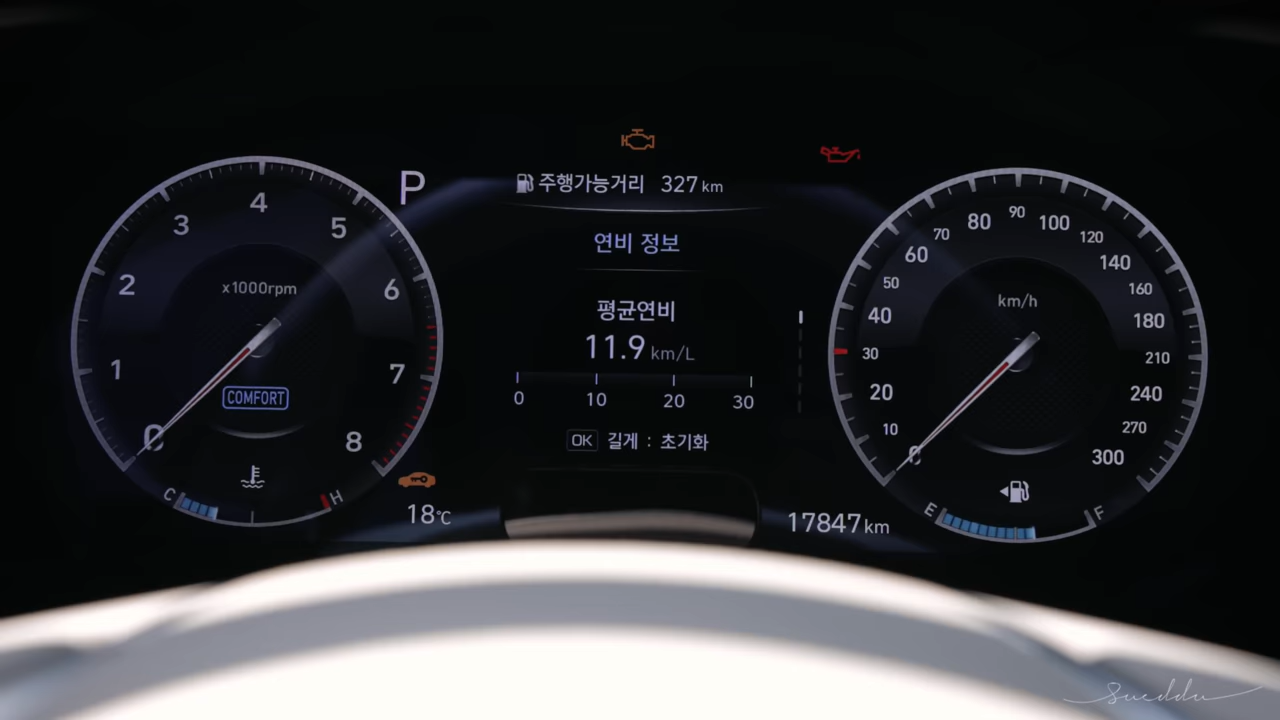 P
주행가능거리 327 km
연비 정보
평균연비
11.9 km/L
0 10 20 30
OK 길게 : 초기화
0 1 2 3 4 5 6 7 8
x1000rpm
COMFORT
C H
18℃
0 10 20 30 40 50 60 70 80 90 100 120 140 160 180 210 240 270 300
km/h
17847 km
E F
Sueddu